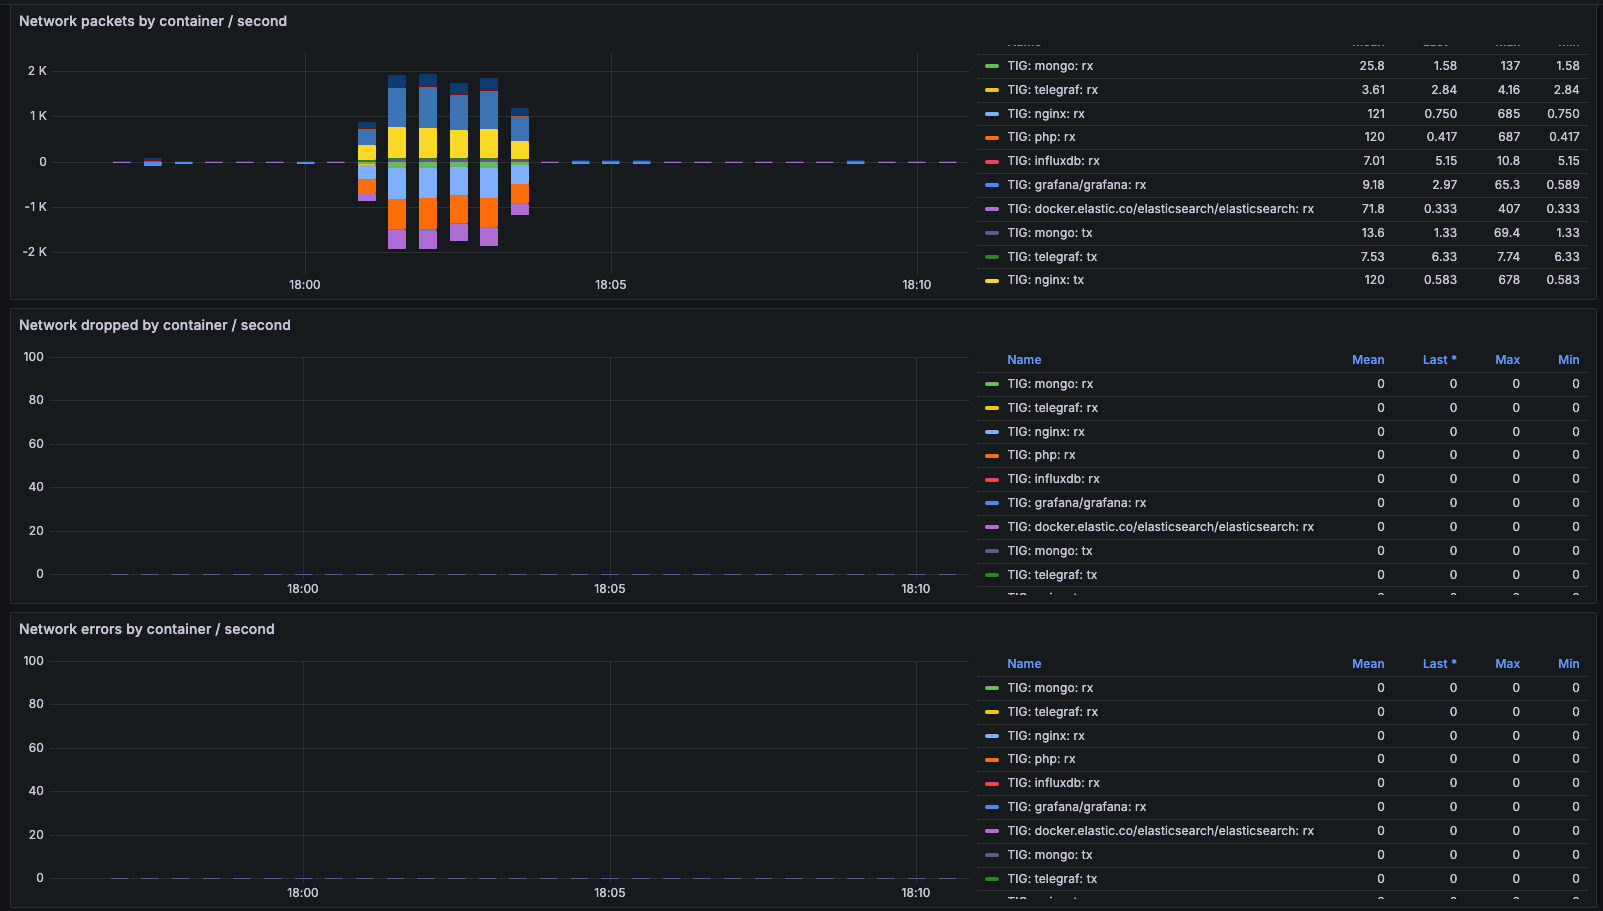 Network packets by container / second
2 K
1 K
0
-1 K
-2 K
18:00 18:05 18:10
Name Mean Last * Max Min
TIG: mongo: rx 25.8 1.58 137 1.58
TIG: telegraf: rx 3.61 2.84 4.16 2.84
TIG: nginx: rx 121 0.750 685 0.750
TIG: php: rx 120 0.417 687 0.417
TIG: influxdb: rx 7.01 5.15 10.8 5.15
TIG: grafana/grafana: rx 9.18 2.97 65.3 0.589
TIG: docker.elastic.co/elasticsearch/elasticsearch: rx 71.8 0.333 407 0.333
TIG: mongo: tx 13.6 1.33 69.4 1.33
TIG: telegraf: tx 7.53 6.33 7.74 6.33
TIG: nginx: tx 120 0.583 678 0.583
Network dropped by container / second
100
80
60
40
20
0
18:00 18:05 18:10
Name Mean Last * Max Min
TIG: mongo: rx 0 0 0 0
TIG: telegraf: rx 0 0 0 0
TIG: nginx: rx 0 0 0 0
TIG: php: rx 0 0 0 0
TIG: influxdb: rx 0 0 0 0
TIG: grafana/grafana: rx 0 0 0 0
TIG: docker.elastic.co/elasticsearch/elasticsearch: rx 0 0 0 0
TIG: mongo: tx 0 0 0 0
TIG: telegraf: tx 0 0 0 0
Network errors by container / second
100
80
60
40
20
0
18:00 18:05 18:10
Name Mean Last * Max Min
TIG: mongo: rx 0 0 0 0
TIG: telegraf: rx 0 0 0 0
TIG: nginx: rx 0 0 0 0
TIG: php: rx 0 0 0 0
TIG: influxdb: rx 0 0 0 0
TIG: grafana/grafana: rx 0 0 0 0
TIG: docker.elastic.co/elasticsearch/elasticsearch: rx 0 0 0 0
TIG: mongo: tx 0 0 0 0
TIG: telegraf: tx 0 0 0 0